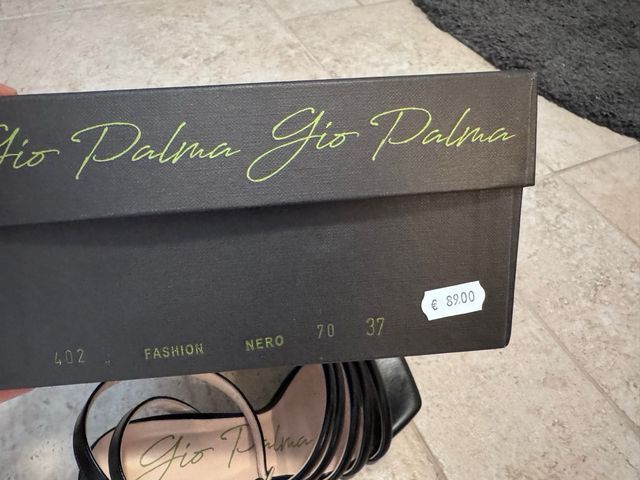 Gio Palma Gio Palma
€ 89.00
402 FASHION NERO 70 37
Gio Palma